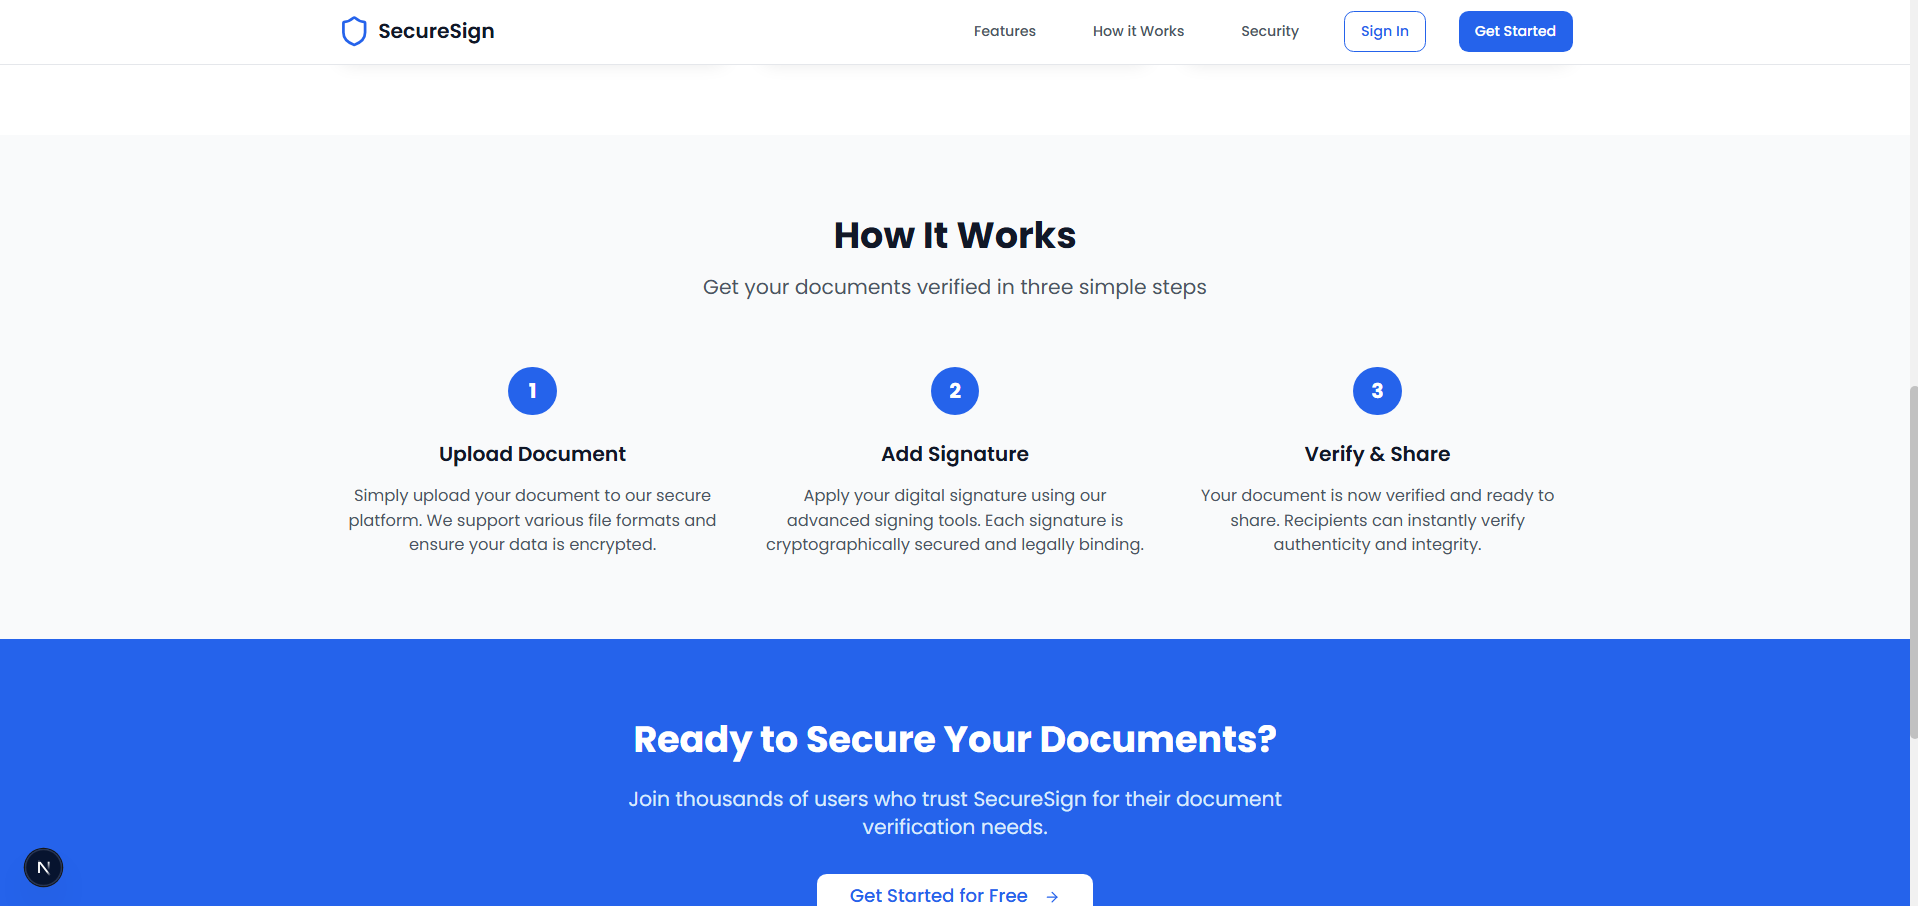 SecureSign
Features
How it Works
Security
Sign In
Get Started
How It Works
Get your documents verified in three simple steps
1
Upload Document
Simply upload your document to our secure
platform. We support various file formats and
ensure your data is encrypted.
2
Add Signature
Apply your digital signature using our
advanced signing tools. Each signature is
cryptographically secured and legally binding.
3
Verify & Share
Your document is now verified and ready to
share. Recipients can instantly verify
authenticity and integrity.
Ready to Secure Your Documents?
Join thousands of users who trust SecureSign for their document
verification needs.
Get Started for Free →
N